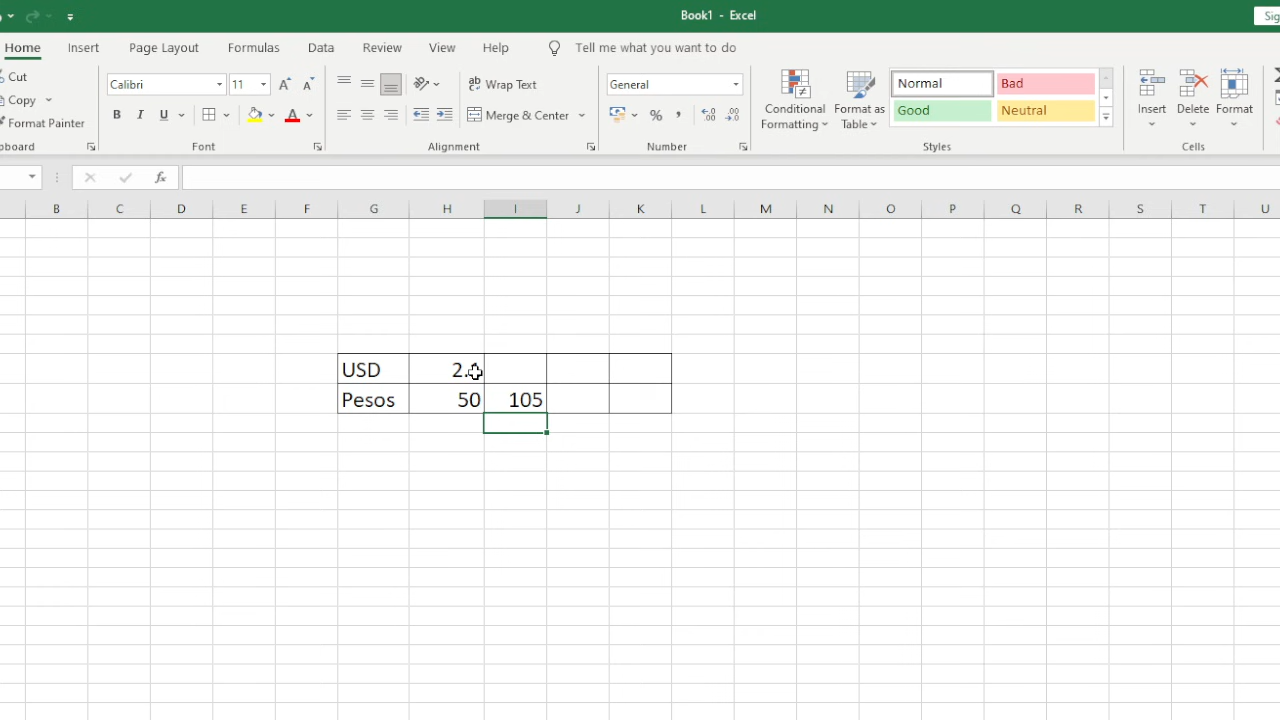 Book1 - Excel
Home Insert Page Layout Formulas Data Review View Help Tell me what you want to do
Cut
Copy
Format Painter
Calibri 11
B I U A
Wrap Text
Merge & Center
General
Conditional Formatting
Format as Table
Normal Bad
Good Neutral
Insert Delete Format
Font Alignment Number Styles Cells
fx
B C D E F G H I J K L M N O P Q R S T U
USD
Pesos 50 105